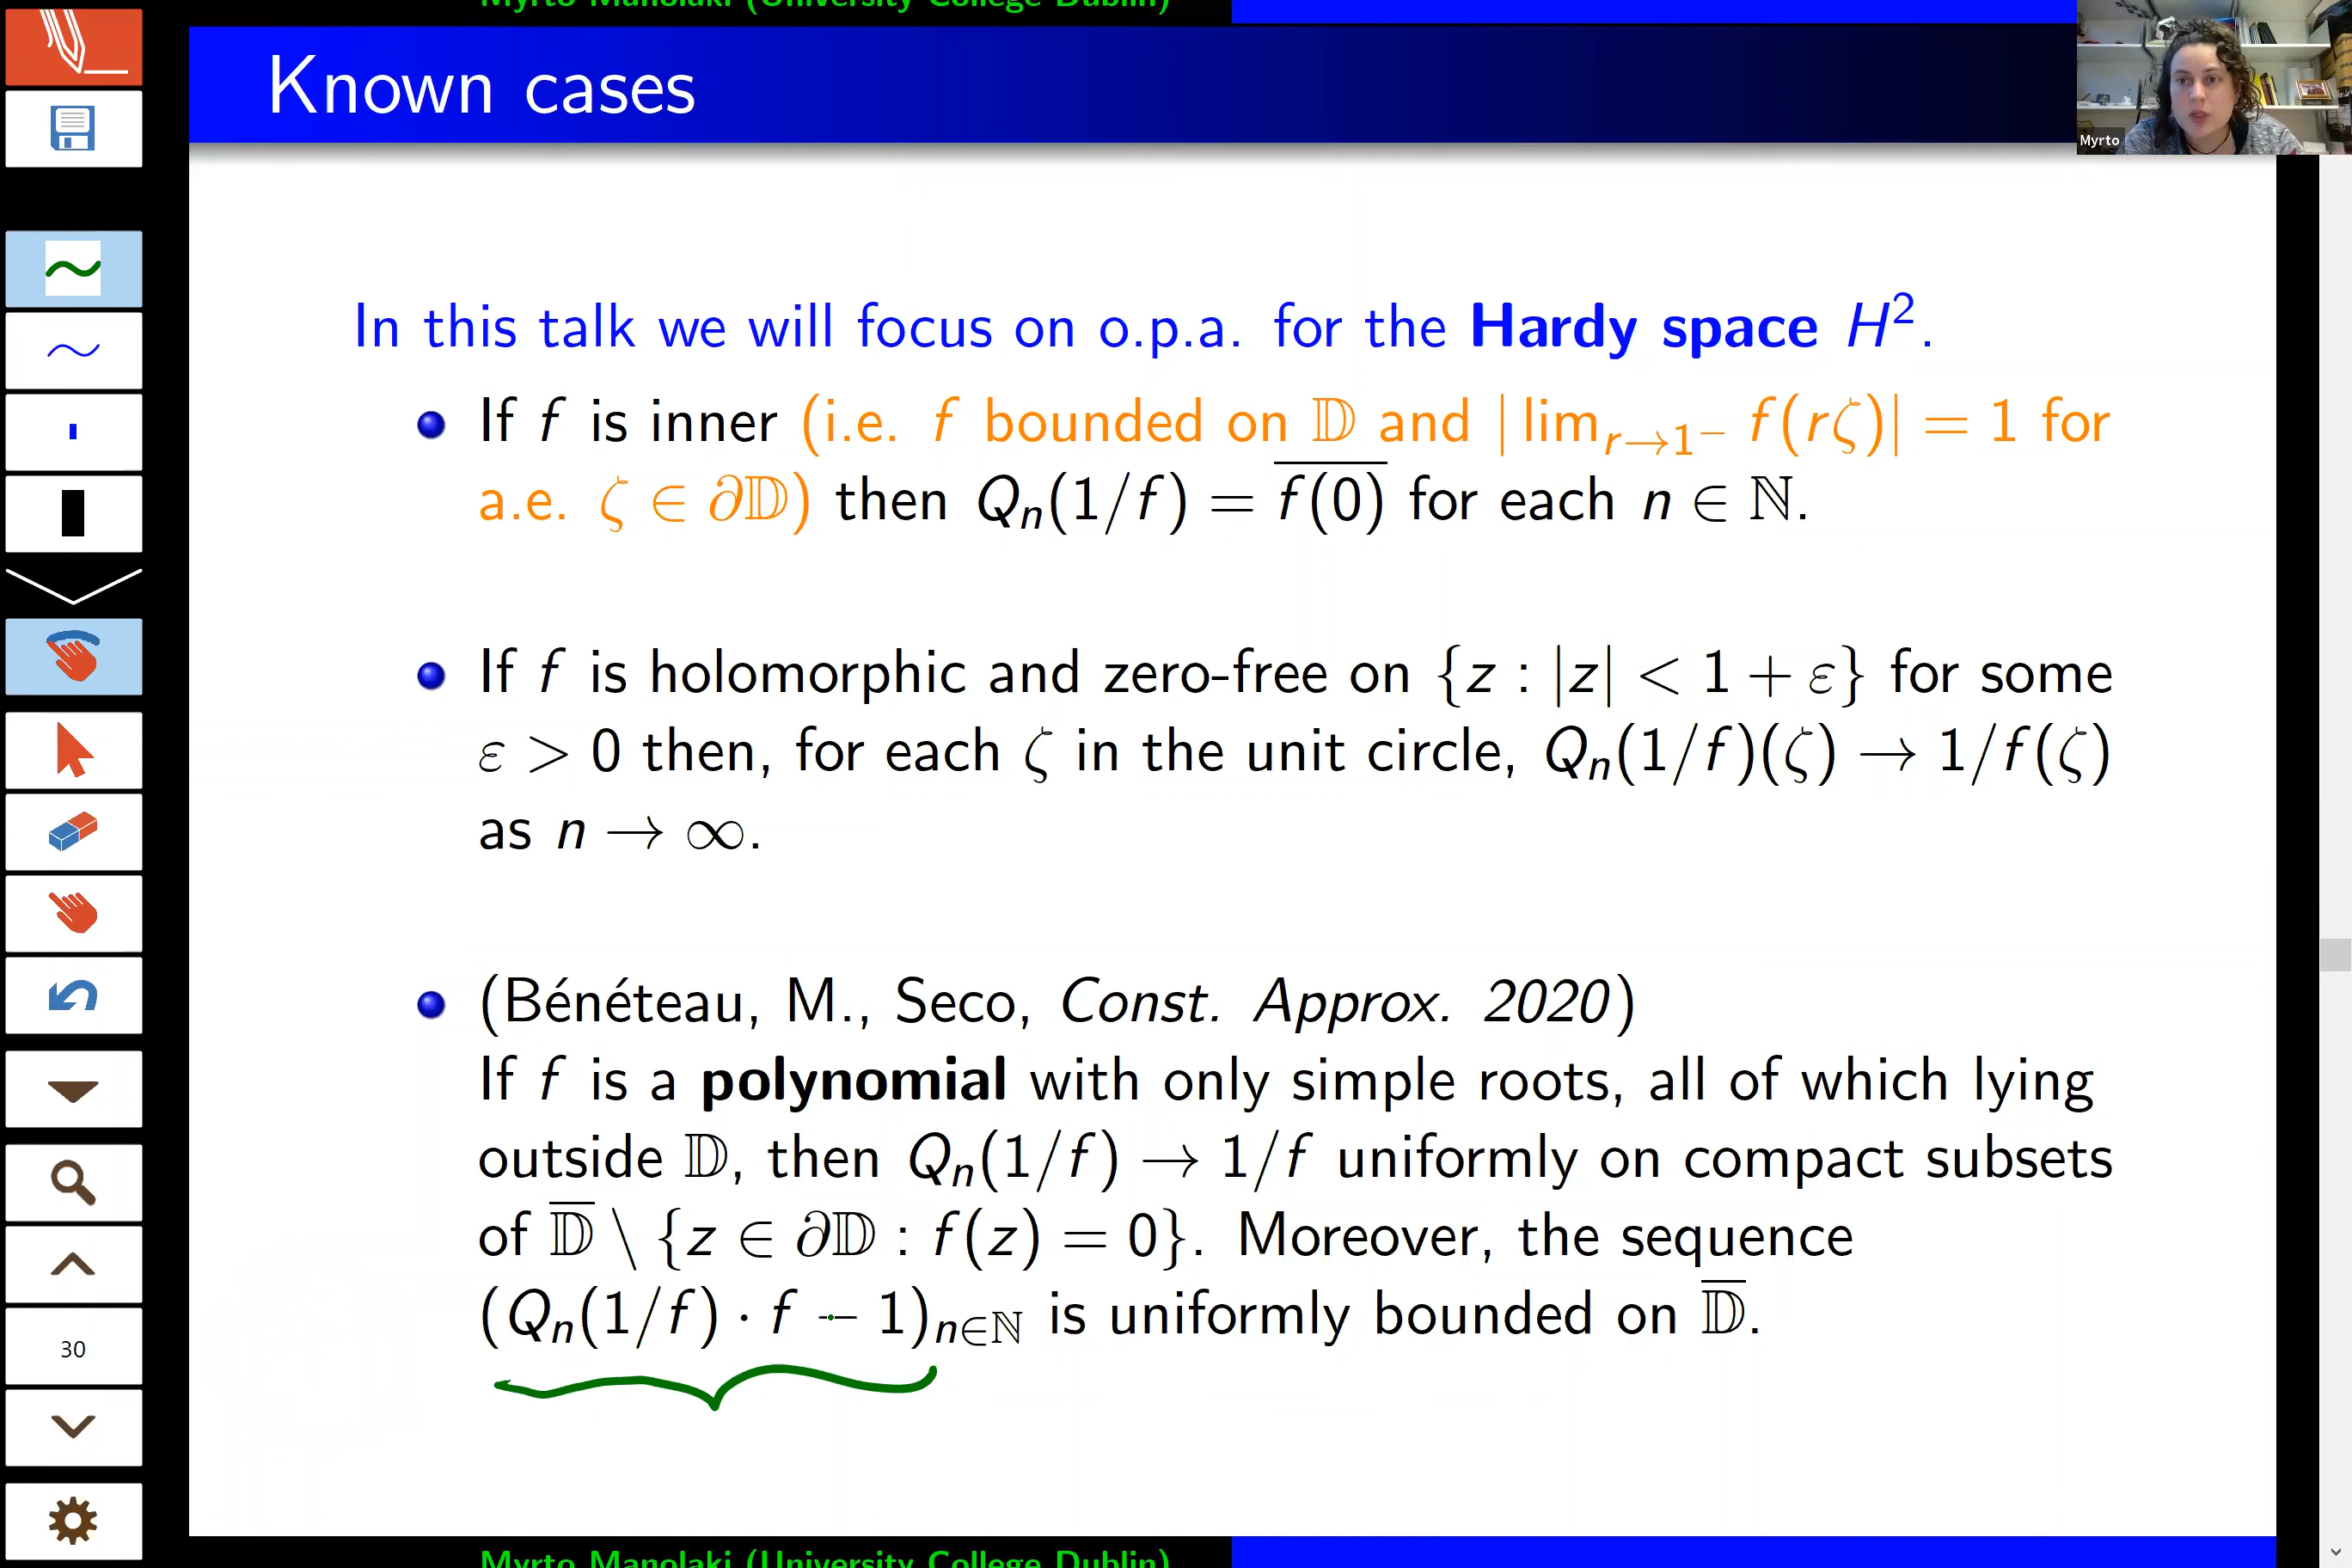 Myrto Manolaki (University College Dublin)
Known cases
Myrto
In this talk we will focus on o.p.a. for the Hardy space H².
If f is inner (i.e. f bounded on 𝔻 and | lim_{r→1⁻} f(rζ)| = 1 for
a.e. ζ ∈ ∂𝔻) then Qₙ(1/f) = \overline{f(0)} for each n ∈ ℕ.
If f is holomorphic and zero-free on {z : |z| < 1 + ε} for some
ε > 0 then, for each ζ in the unit circle, Qₙ(1/f)(ζ) → 1/f(ζ)
as n → ∞.
(Bénéteau, M., Seco, Const. Approx. 2020)
If f is a polynomial with only simple roots, all of which lying
outside 𝔻, then Qₙ(1/f) → 1/f uniformly on compact subsets
of \overline{𝔻} \ {z ∈ ∂𝔻 : f(z) = 0}. Moreover, the sequence
(Qₙ(1/f) · f − 1)_{n∈ℕ} is uniformly bounded on \overline{𝔻}.
30
Myrto Manolaki (University College Dublin)